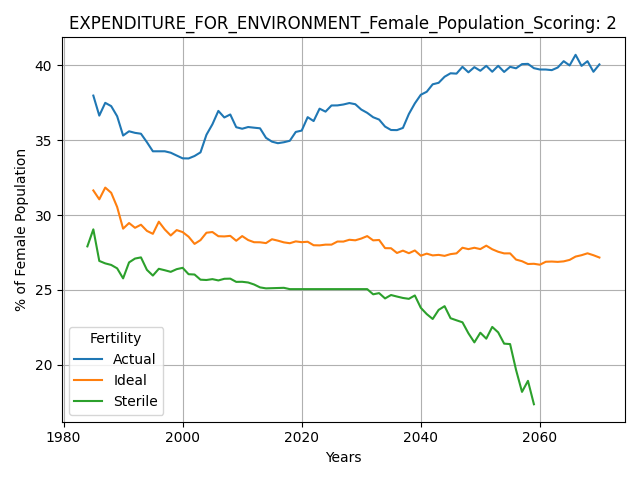 EXPENDITURE_FOR_ENVIRONMENT_Female_Population_Scoring: 2
% of Female Population
40
35
30
25
20
Fertility
Actual
Ideal
Sterile
1980
2000
2020
2040
2060
Years